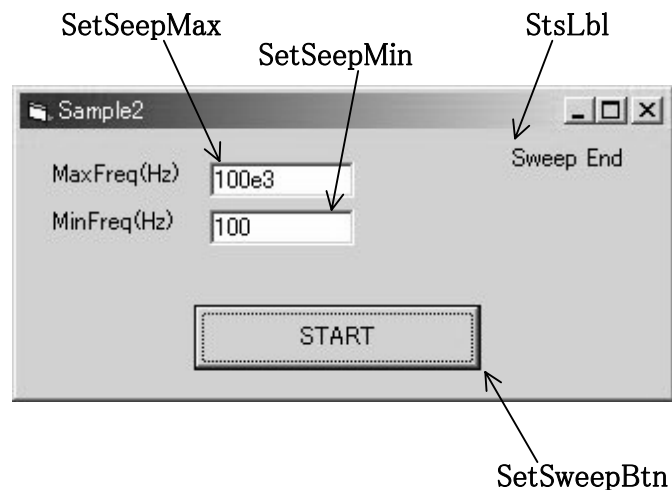 SetSeepMax
SetSeepMin
StsLbl
Sample2
MaxFreq(Hz)
100e3
Sweep End
MinFreq(Hz)
100
START
SetSweepBtn